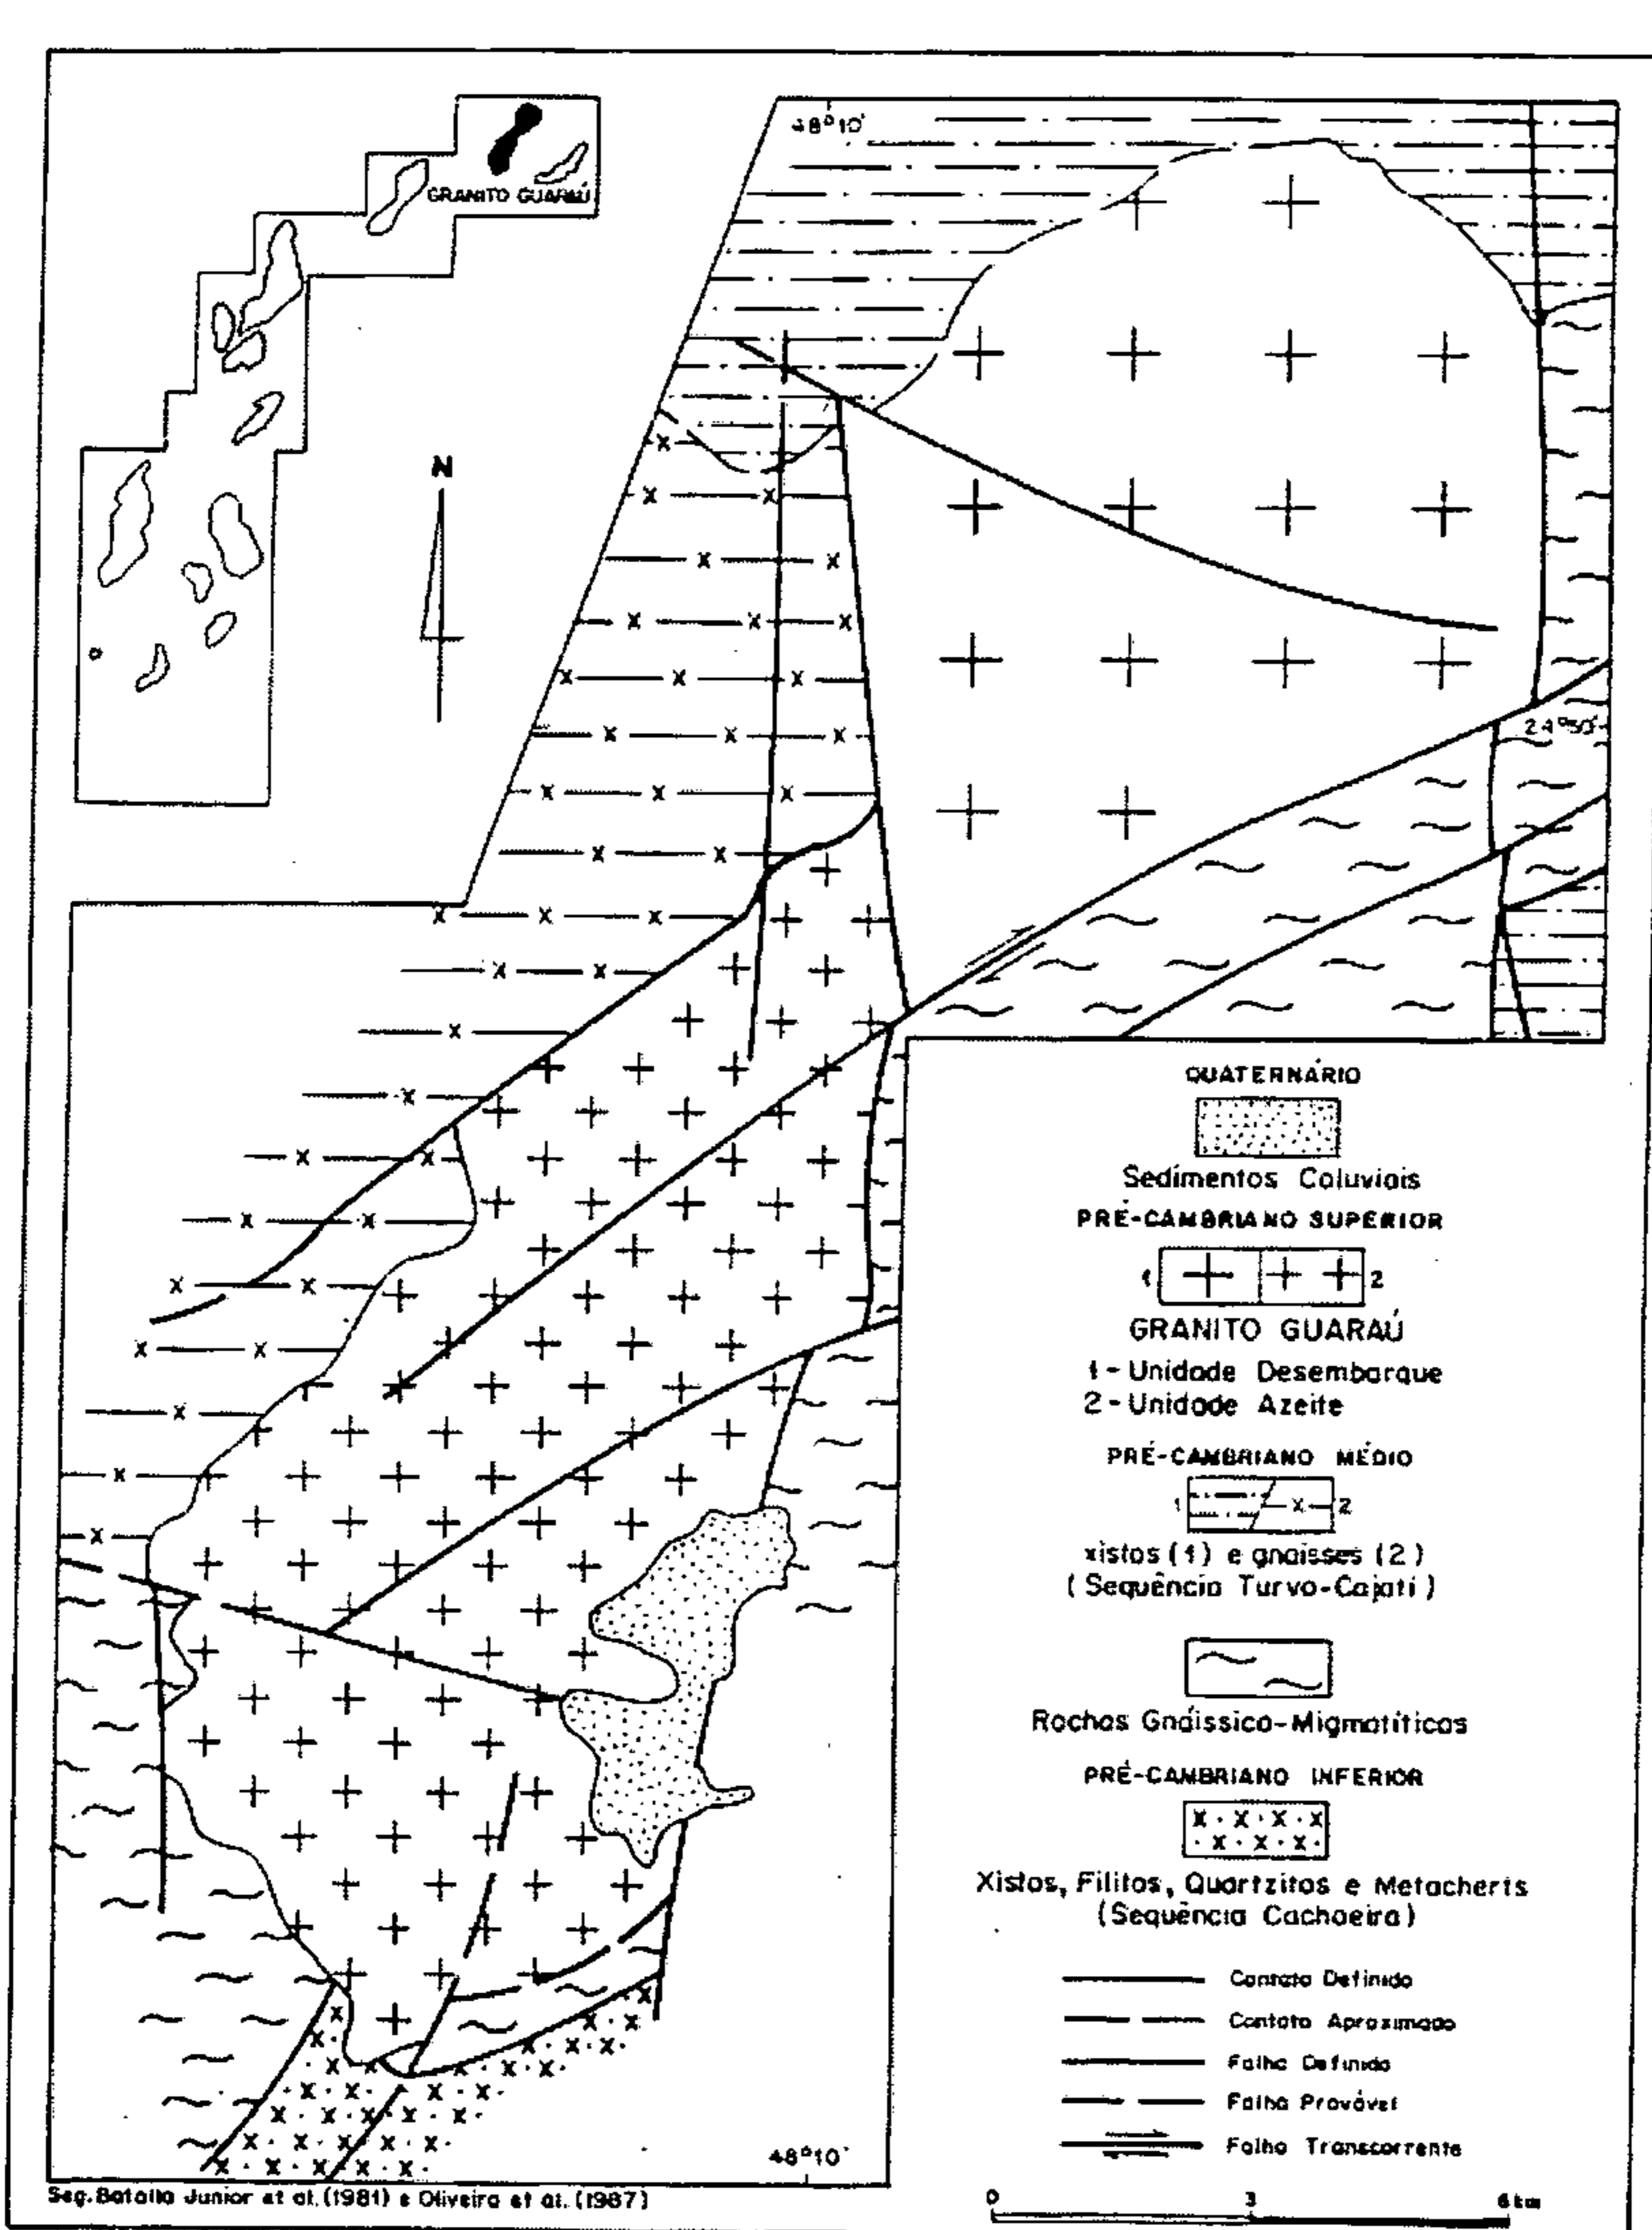 48°10'
GRANITO GUARAÚ
N
24°30'
QUATERNÁRIO
Sedimentos Coluviais
PRÉ-CAMBRIANO SUPERIOR
1
2
GRANITO GUARAÚ
1-Unidade Desembarque
2-Unidade Azeite
PRÉ-CAMBRIANO MÉDIO
1
2
xistos (1) e gnaisses (2)
(Sequência Turvo-Cajati)
Rochas Gnáissico-Migmatíticas
PRÉ-CAMBRIANO INFERIOR
Xistos, Filitos, Quartzitos e Metacherts
(Sequência Cachoeira)
Contato Definido
Contato Aproximado
Falha Definida
Falha Provável
Falha Transcorrente
48°10'
Seg. Batolla Junior et al. (1981) e Oliveira et al. (1987)
0 3 6 km